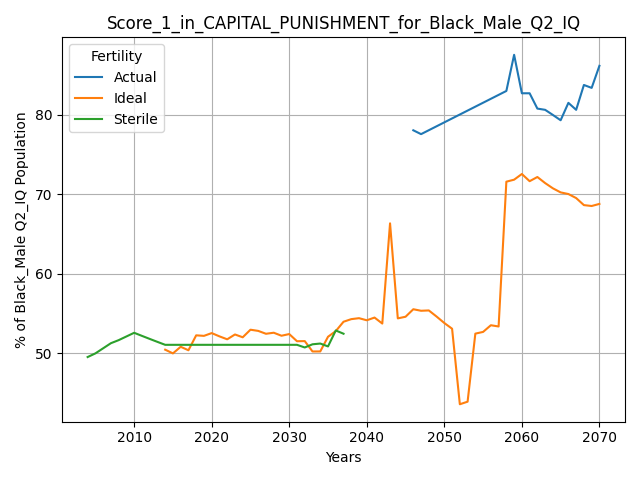 Score_1_in_CAPITAL_PUNISHMENT_for_Black_Male_Q2_IQ
Fertility
Actual
Ideal
Sterile
% of Black_Male Q2_IQ Population
80
70
60
50
2010 2020 2030 2040 2050 2060 2070
Years